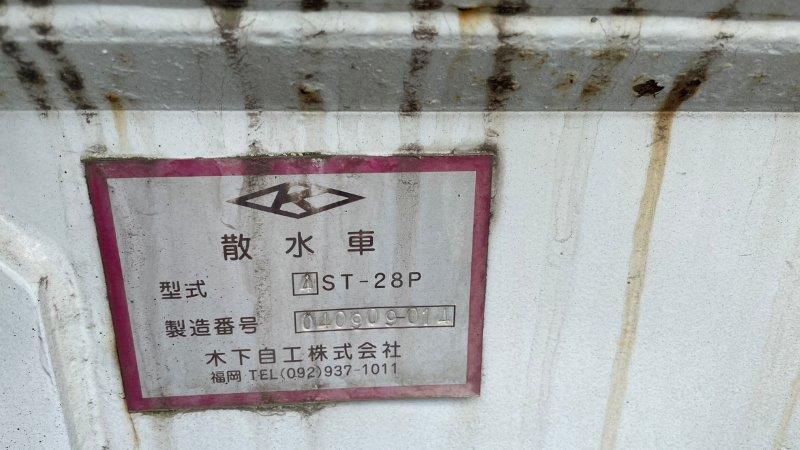 散水車
型式 4ST-28P
製造番号 040909-014
木下自工株式会社
福岡 TEL(092)937-1011